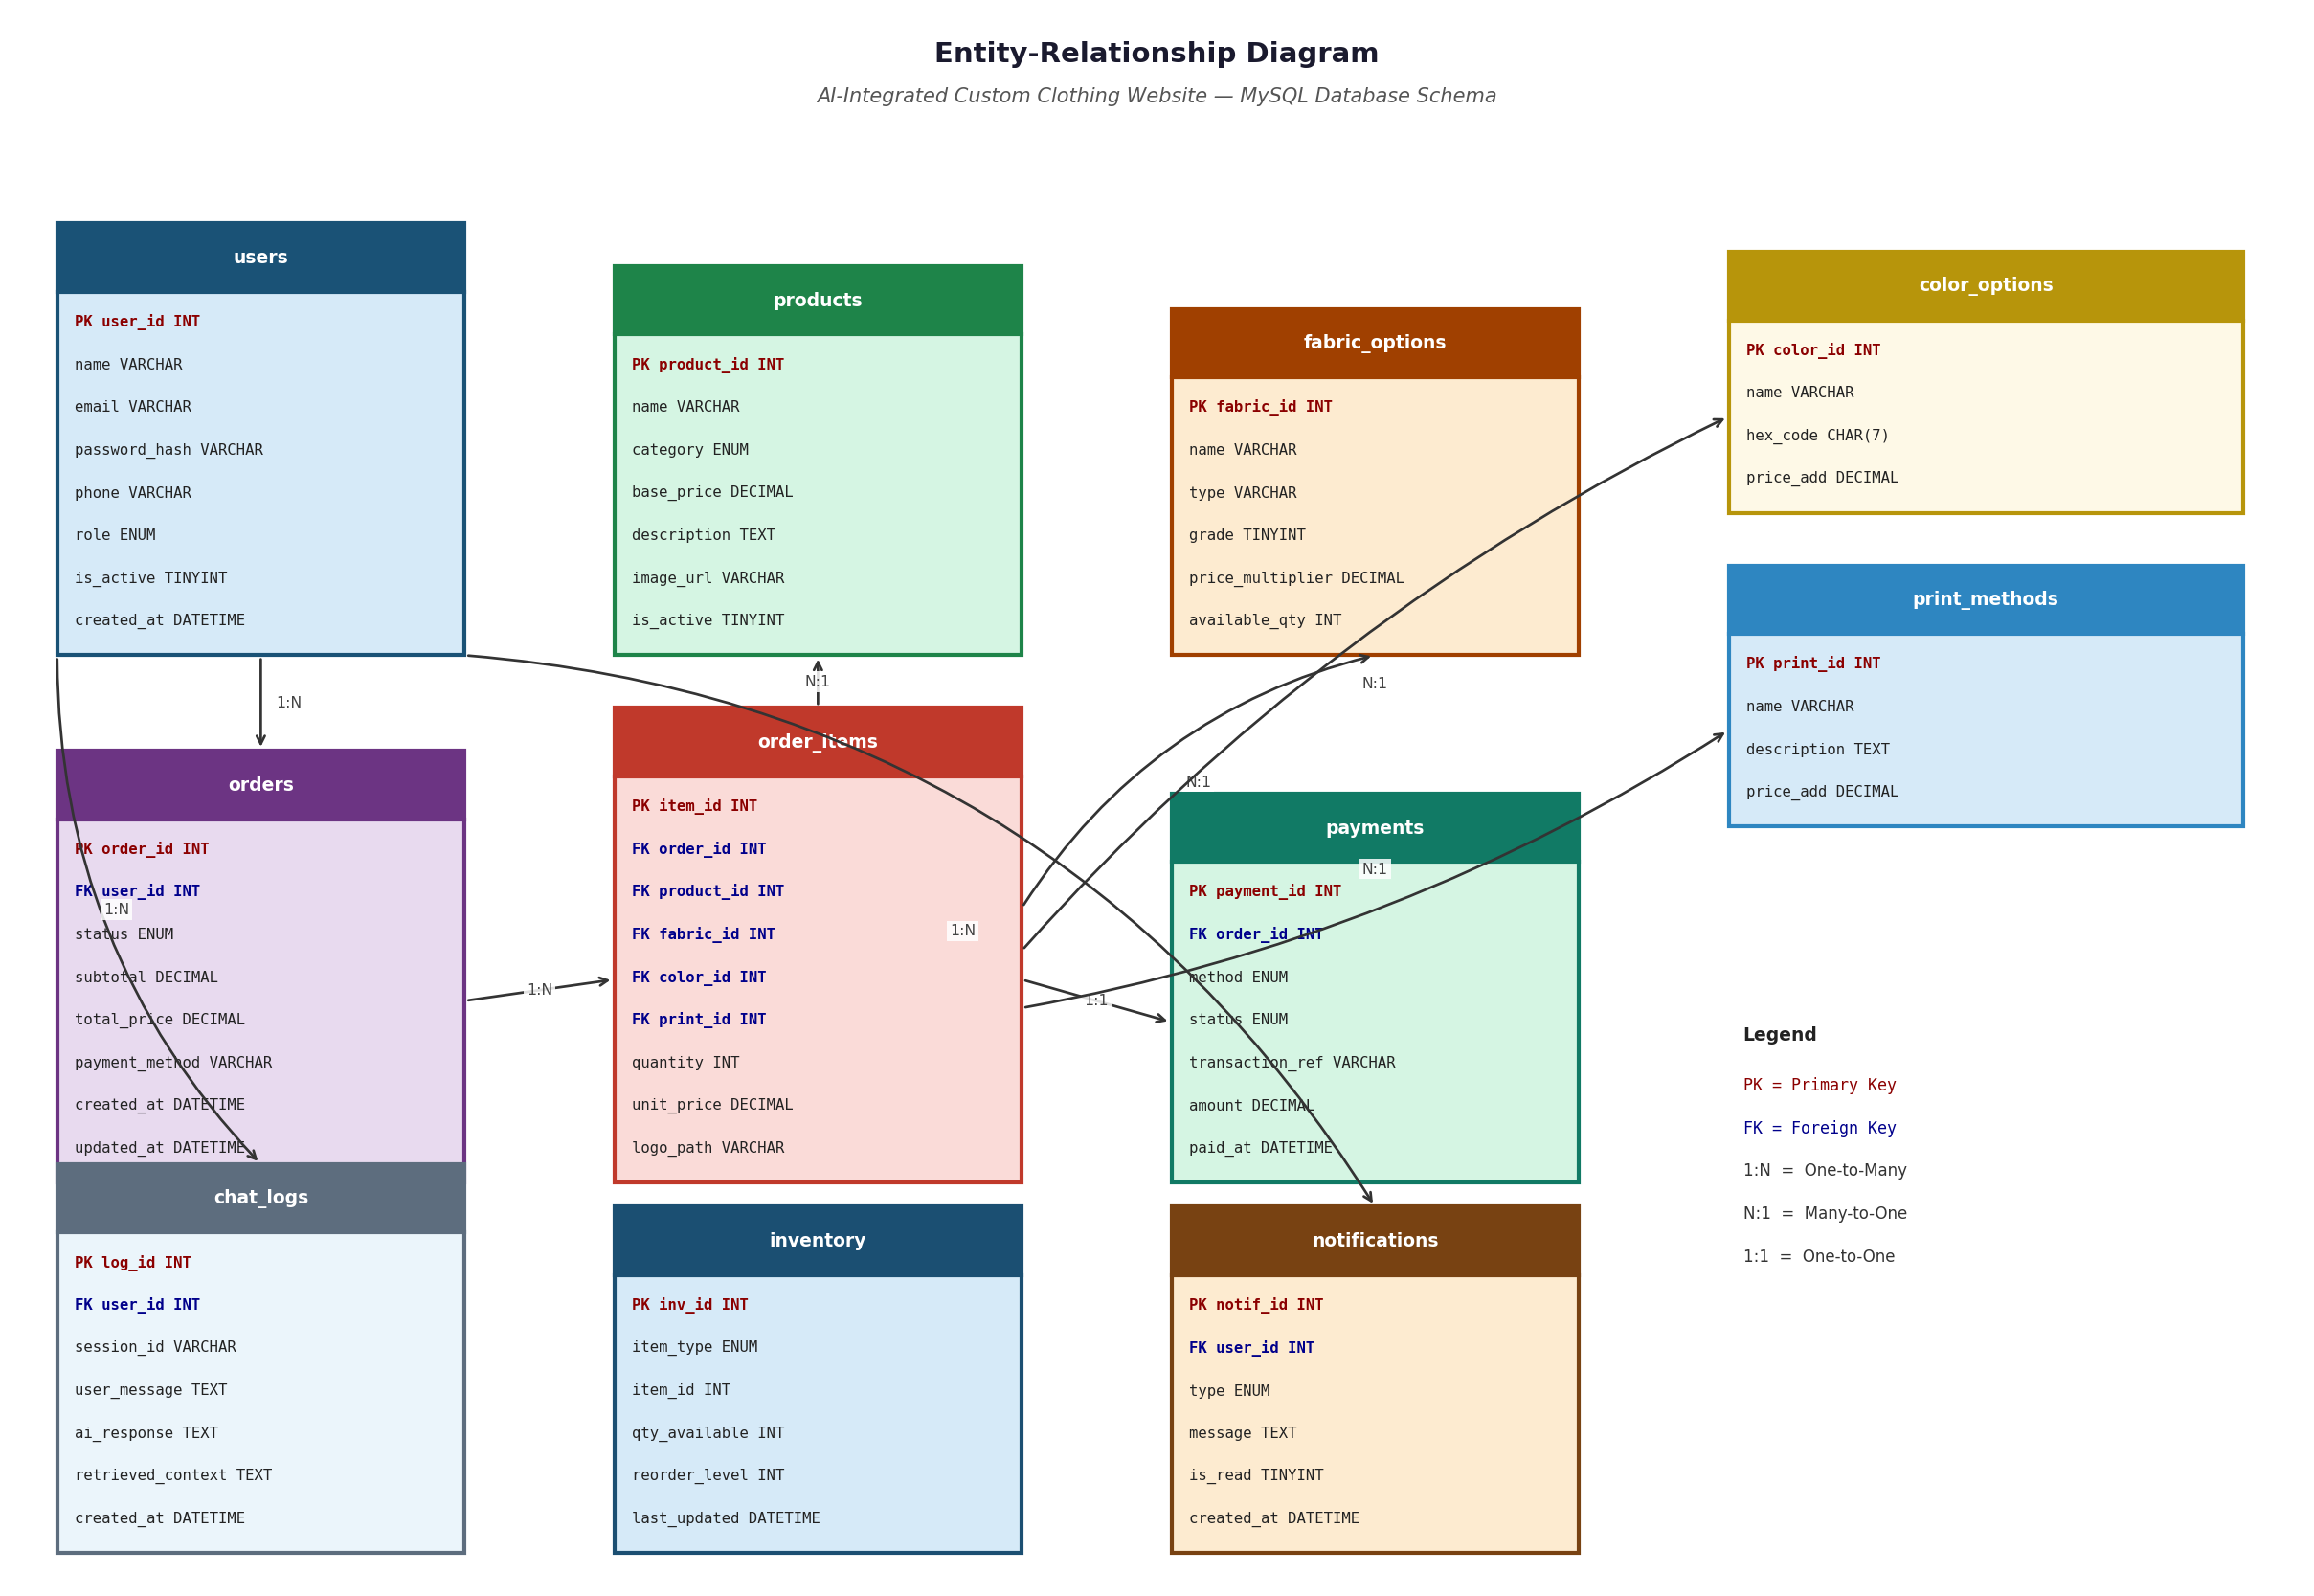 Entity-Relationship Diagram
AI-Integrated Custom Clothing Website — MySQL Database Schema
users
PK user_id INT
name VARCHAR
email VARCHAR
password_hash VARCHAR
phone VARCHAR
role ENUM
is_active TINYINT
created_at DATETIME
products
PK product_id INT
name VARCHAR
category ENUM
base_price DECIMAL
description TEXT
image_url VARCHAR
is_active TINYINT
fabric_options
PK fabric_id INT
name VARCHAR
type VARCHAR
grade TINYINT
price_multiplier DECIMAL
available_qty INT
color_options
PK color_id INT
name VARCHAR
hex_code CHAR(7)
price_add DECIMAL
print_methods
PK print_id INT
name VARCHAR
description TEXT
price_add DECIMAL
1:N
N:1
N:1
N:1
orders
PK order_id INT
FK user_id INT
1:N
status ENUM
subtotal DECIMAL
total_price DECIMAL
payment_method VARCHAR
created_at DATETIME
updated_at DATETIME
1:N
order_items
PK item_id INT
FK order_id INT
FK product_id INT
FK fabric_id INT
1:N
FK color_id INT
FK print_id INT
quantity INT
unit_price DECIMAL
logo_path VARCHAR
1:1
payments
N:1
PK payment_id INT
FK order_id INT
method ENUM
status ENUM
transaction_ref VARCHAR
amount DECIMAL
paid_at DATETIME
Legend
PK = Primary Key
FK = Foreign Key
1:N = One-to-Many
N:1 = Many-to-One
1:1 = One-to-One
chat_logs
PK log_id INT
FK user_id INT
session_id VARCHAR
user_message TEXT
ai_response TEXT
retrieved_context TEXT
created_at DATETIME
inventory
PK inv_id INT
item_type ENUM
item_id INT
qty_available INT
reorder_level INT
last_updated DATETIME
notifications
PK notif_id INT
FK user_id INT
type ENUM
message TEXT
is_read TINYINT
created_at DATETIME